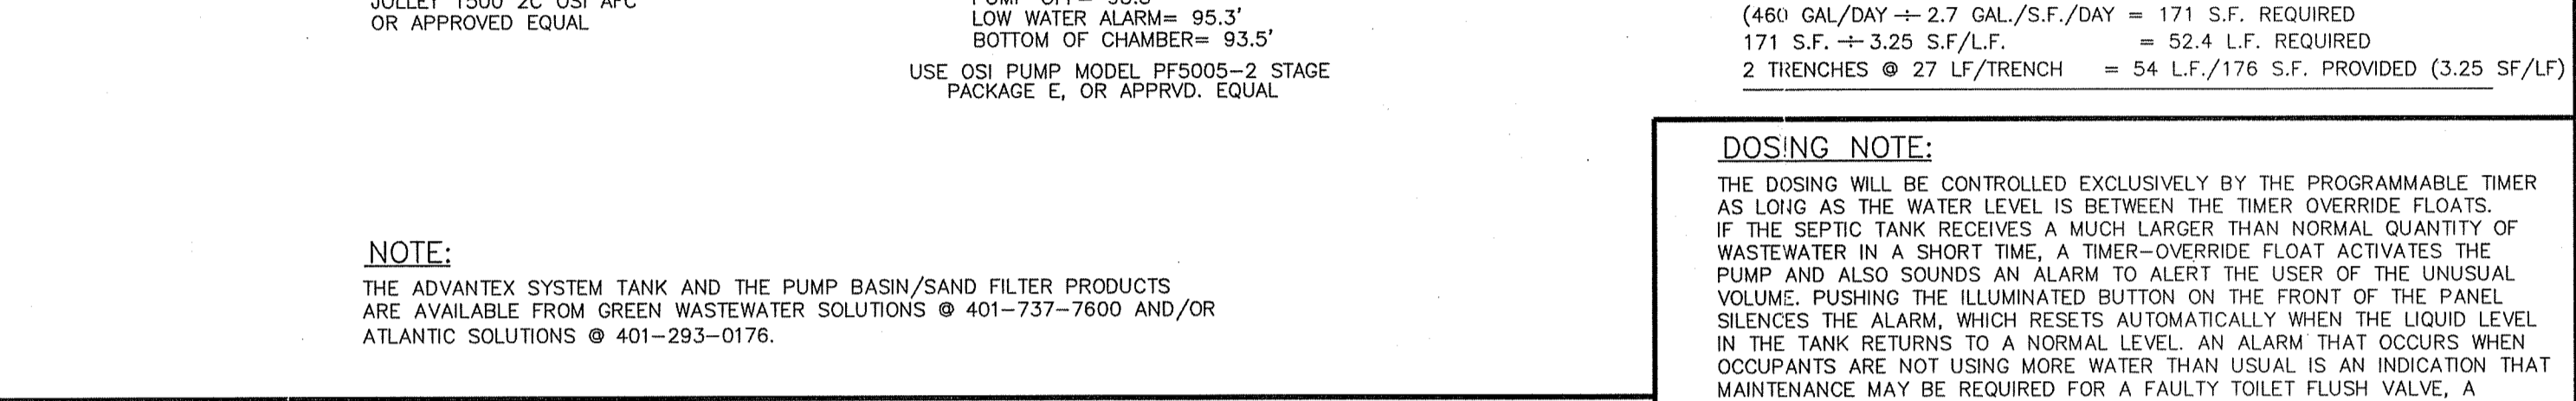 JOLLEY 1500 2C OSI AFC
OR APPROVED EQUAL
LOW WATER ALARM= 95.3'
BOTTOM OF CHAMBER= 93.5'
USE OSI PUMP MODEL PF5005-2 STAGE
PACKAGE E, OR APPRVD. EQUAL
(460 GAL/DAY ÷ 2.7 GAL./S.F./DAY = 171 S.F. REQUIRED
171 S.F. ÷ 3.25 S.F/L.F. = 52.4 L.F. REQUIRED
2 TRENCHES @ 27 LF/TRENCH = 54 L.F./176 S.F. PROVIDED (3.25 SF/LF)
NOTE:
THE ADVANTEX SYSTEM TANK AND THE PUMP BASIN/SAND FILTER PRODUCTS
ARE AVAILABLE FROM GREEN WASTEWATER SOLUTIONS @ 401-737-7600 AND/OR
ATLANTIC SOLUTIONS @ 401-293-0176.
DOSING NOTE:
THE DOSING WILL BE CONTROLLED EXCLUSIVELY BY THE PROGRAMMABLE TIMER
AS LONG AS THE WATER LEVEL IS BETWEEN THE TIMER OVERRIDE FLOATS.
IF THE SEPTIC TANK RECEIVES A MUCH LARGER THAN NORMAL QUANTITY OF
WASTEWATER IN A SHORT TIME, A TIMER-OVERRIDE FLOAT ACTIVATES THE
PUMP AND ALSO SOUNDS AN ALARM TO ALERT THE USER OF THE UNUSUAL
VOLUME. PUSHING THE ILLUMINATED BUTTON ON THE FRONT OF THE PANEL
SILENCES THE ALARM, WHICH RESETS AUTOMATICALLY WHEN THE LIQUID LEVEL
IN THE TANK RETURNS TO A NORMAL LEVEL. AN ALARM THAT OCCURS WHEN
OCCUPANTS ARE NOT USING MORE WATER THAN USUAL IS AN INDICATION THAT
MAINTENANCE MAY BE REQUIRED FOR A FAULTY TOILET FLUSH VALVE, A